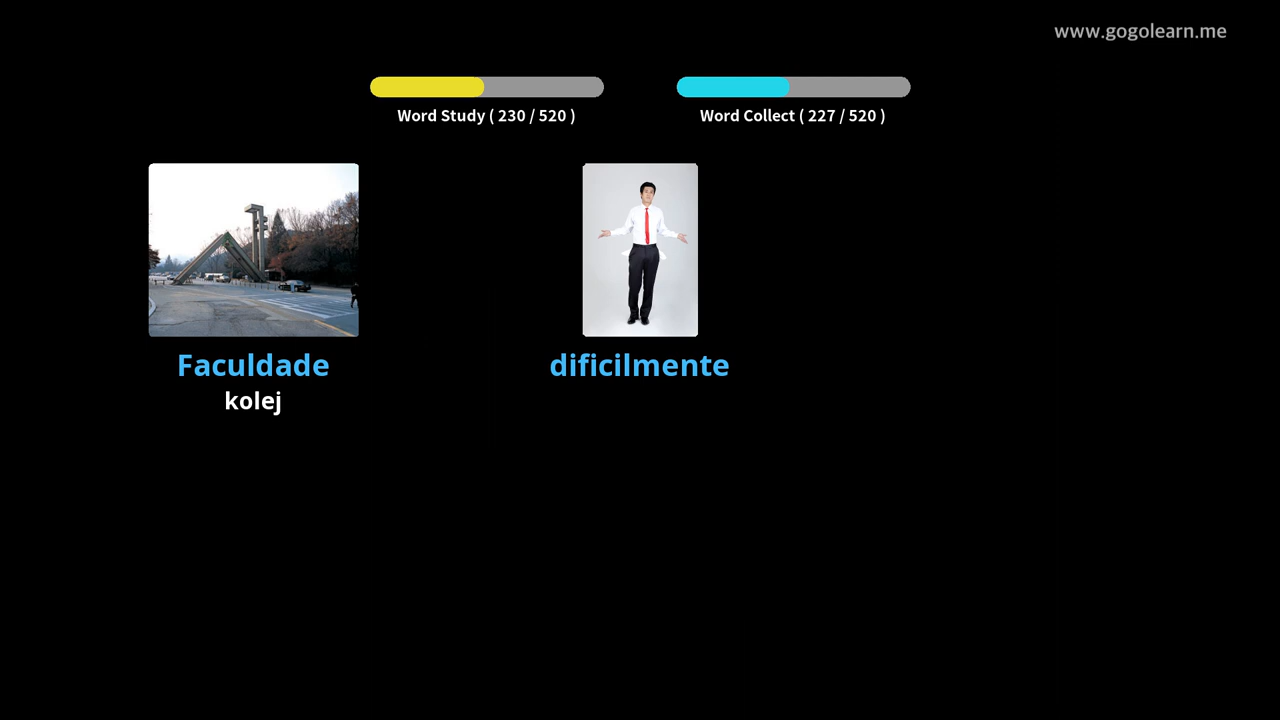 www.gogolearn.me
Word Study ( 230 / 520 )
Word Collect ( 227 / 520 )
Faculdade
kolej
dificilmente